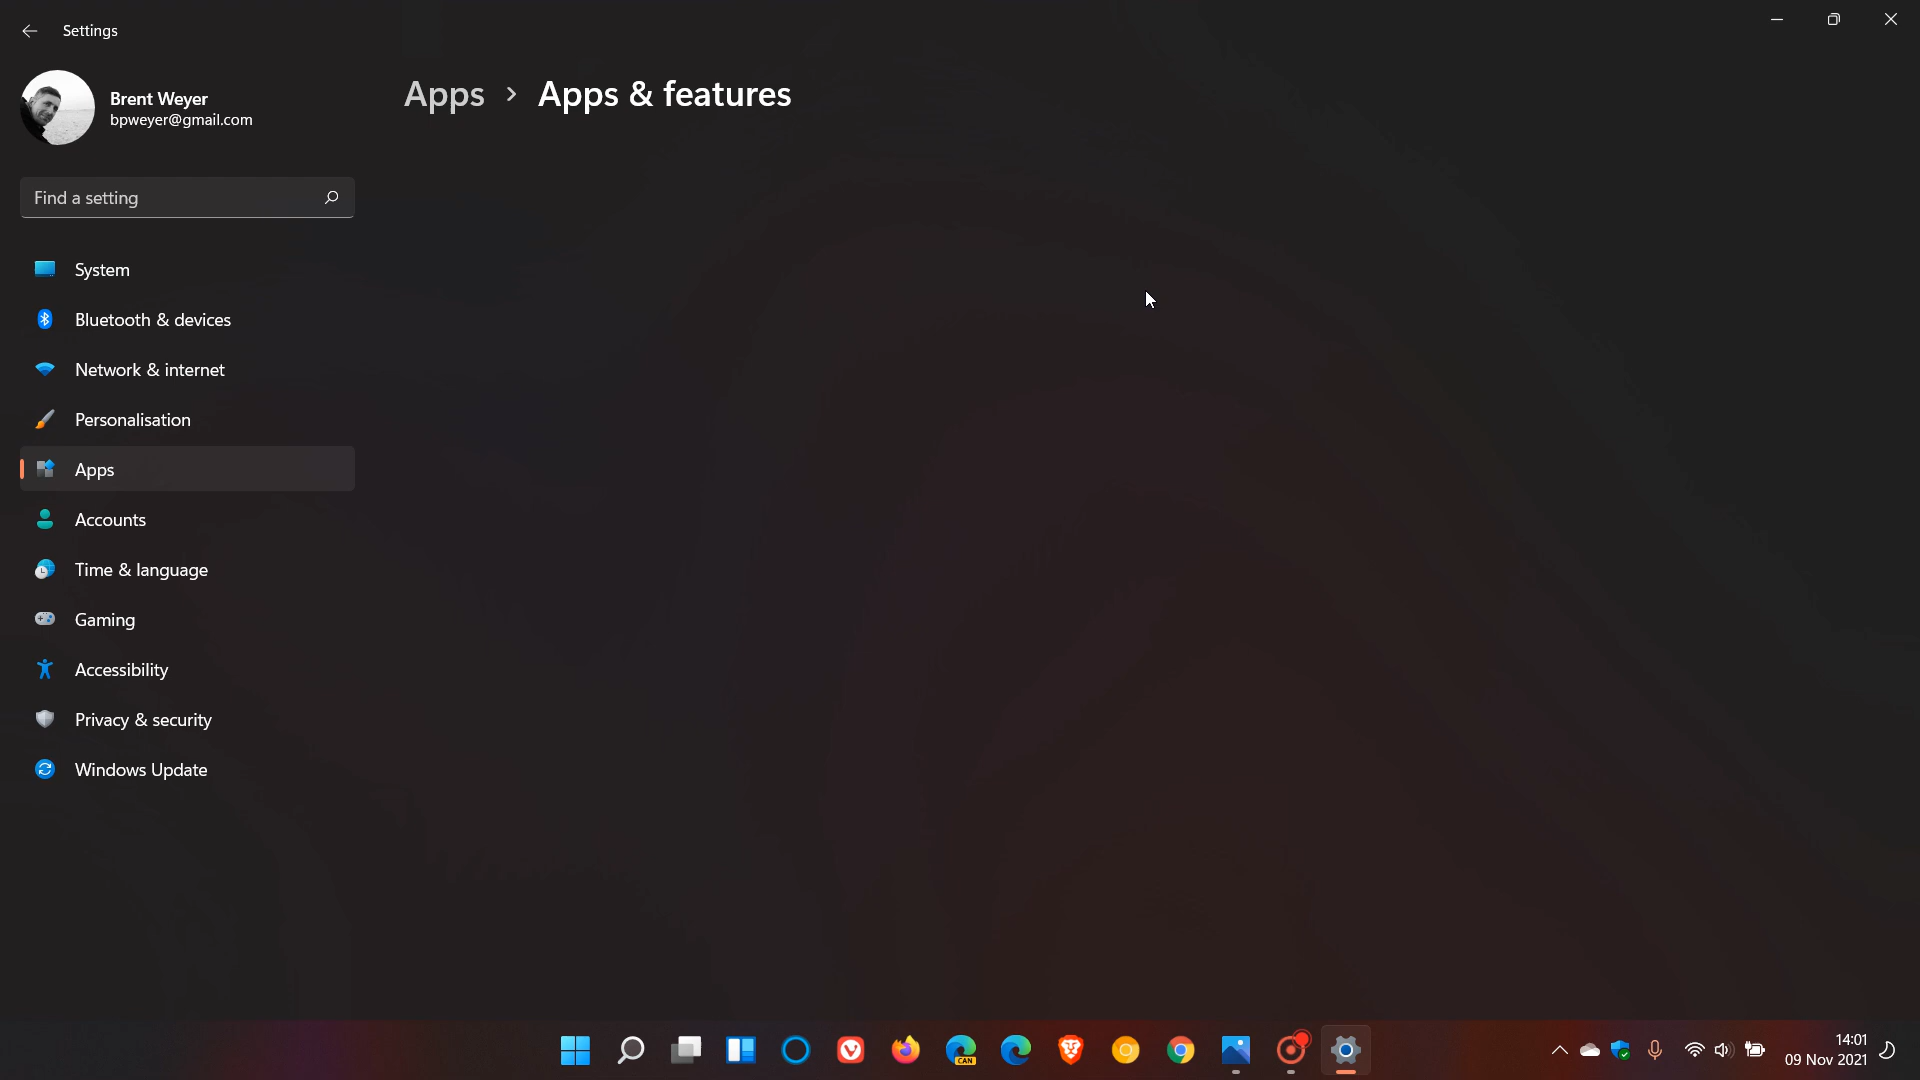 Settings
Brent Weyer
bpweyer@gmail.com
Apps > Apps & features
Find a setting
System
Bluetooth & devices
Network & internet
Personalisation
Apps
Accounts
Time & language
Gaming
Accessibility
Privacy & security
Windows Update
CAN
14:01
09 Nov 2021